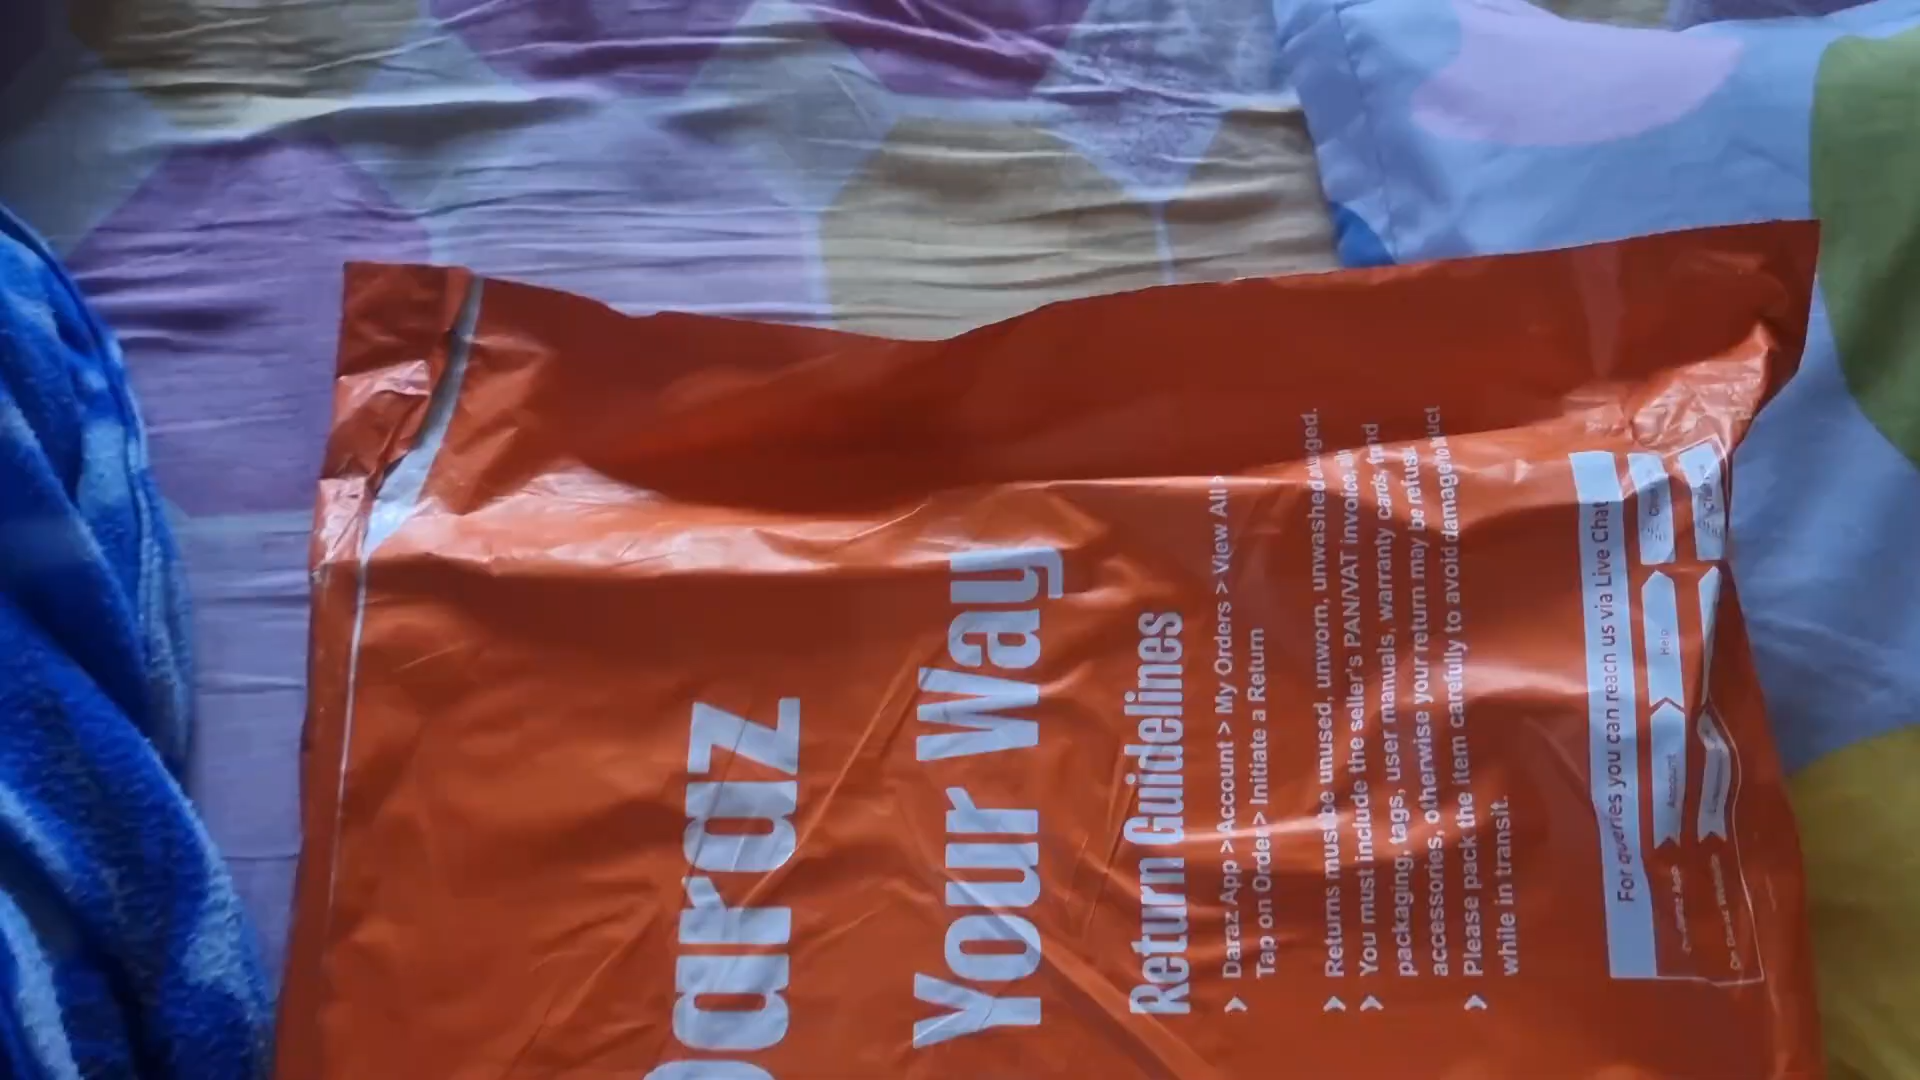 araz
Your Way
Return Guidelines
Daraz App > Account > My Orders > View All >
Tap on Order > Initiate a Return
Returns must be unused, unworn, unwashed
You must include the seller's PAN/VAT invoice,
packaging, tags, user manuals, warranty cards,
accessories, otherwise your return may be
Please pack the item carefully to avoid damage to
while in transit.
For queries you can reach us via Live Chat
Account Help